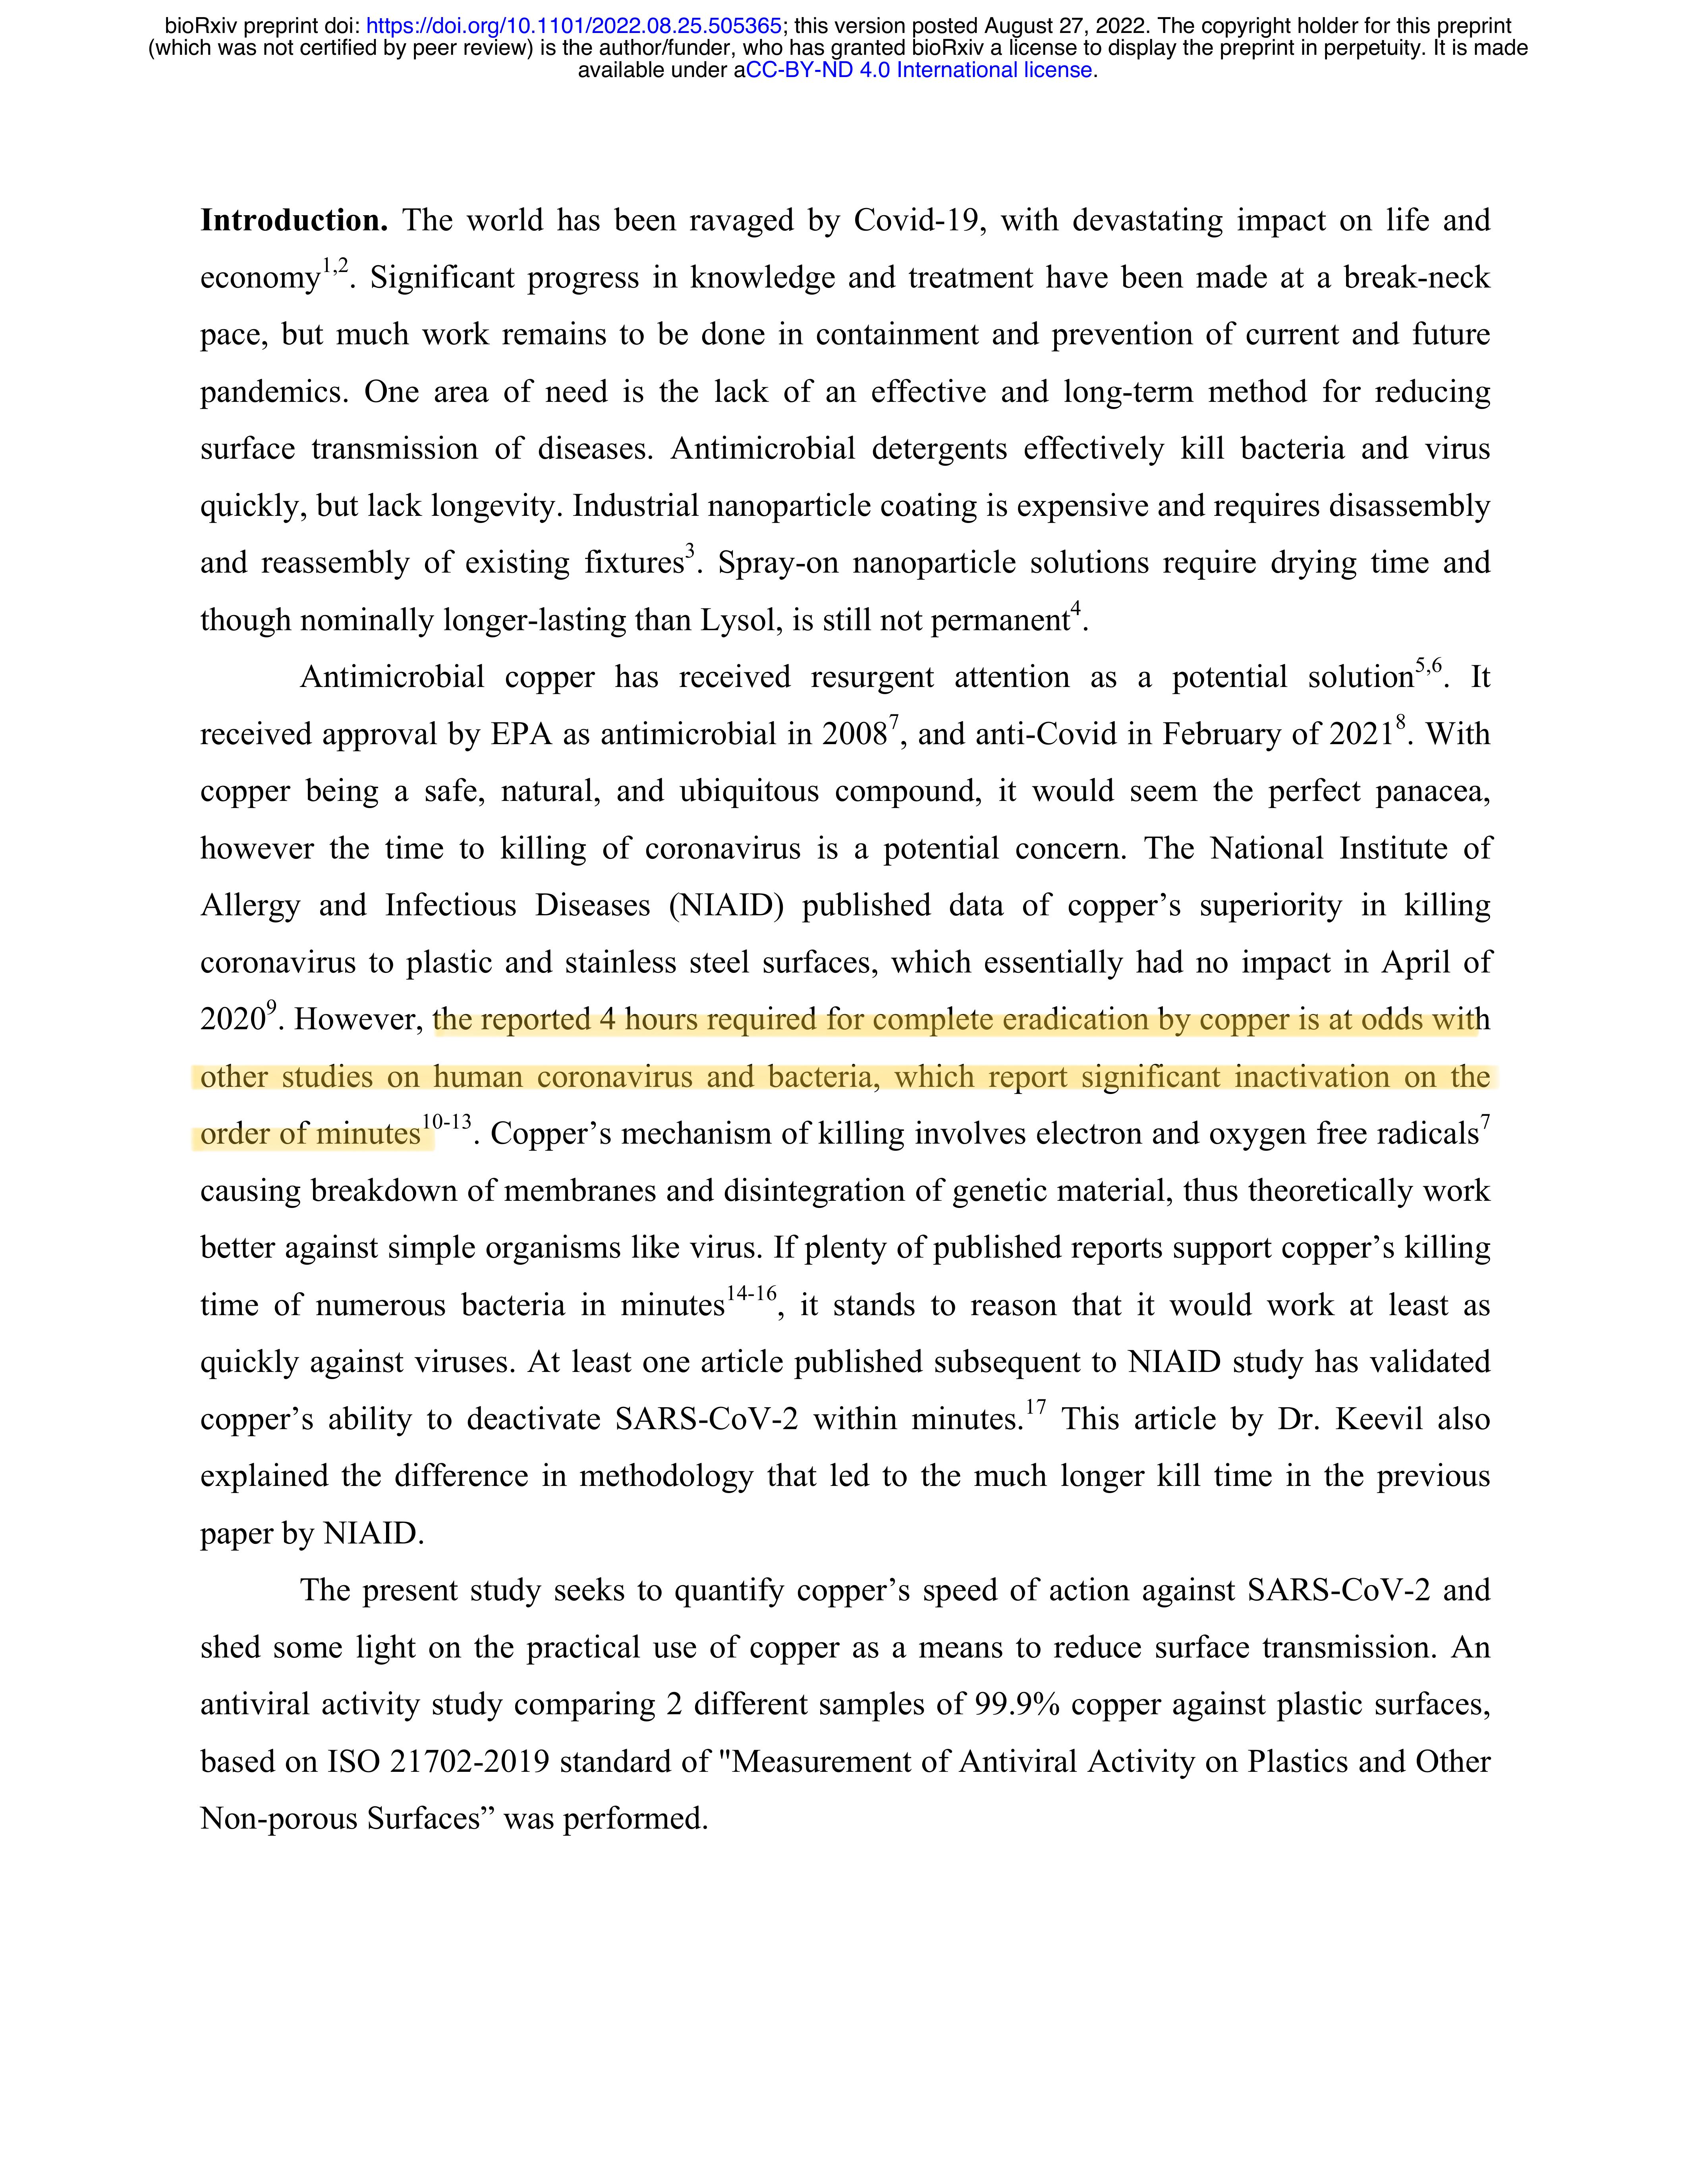 bioRxiv preprint doi: https://doi.org/10.1101/2022.08.25.505365; this version posted August 27, 2022. The copyright holder for this preprint
(which was not certified by peer review) is the author/funder, who has granted bioRxiv a license to display the preprint in perpetuity. It is made
available under aCC-BY-ND 4.0 International license.
Introduction. The world has been ravaged by Covid-19, with devastating impact on life and
economy1,2. Significant progress in knowledge and treatment have been made at a break-neck
pace, but much work remains to be done in containment and prevention of current and future
pandemics. One area of need is the lack of an effective and long-term method for reducing
surface transmission of diseases. Antimicrobial detergents effectively kill bacteria and virus
quickly, but lack longevity. Industrial nanoparticle coating is expensive and requires disassembly
and reassembly of existing fixtures3. Spray-on nanoparticle solutions require drying time and
though nominally longer-lasting than Lysol, is still not permanent4.
Antimicrobial copper has received resurgent attention as a potential solution5,6. It
received approval by EPA as antimicrobial in 20087, and anti-Covid in February of 20218. With
copper being a safe, natural, and ubiquitous compound, it would seem the perfect panacea,
however the time to killing of coronavirus is a potential concern. The National Institute of
Allergy and Infectious Diseases (NIAID) published data of copper’s superiority in killing
coronavirus to plastic and stainless steel surfaces, which essentially had no impact in April of
20209. However, the reported 4 hours required for complete eradication by copper is at odds with
other studies on human coronavirus and bacteria, which report significant inactivation on the
order of minutes10-13. Copper’s mechanism of killing involves electron and oxygen free radicals7
causing breakdown of membranes and disintegration of genetic material, thus theoretically work
better against simple organisms like virus. If plenty of published reports support copper’s killing
time of numerous bacteria in minutes14-16, it stands to reason that it would work at least as
quickly against viruses. At least one article published subsequent to NIAID study has validated
copper’s ability to deactivate SARS-CoV-2 within minutes.17 This article by Dr. Keevil also
explained the difference in methodology that led to the much longer kill time in the previous
paper by NIAID.
The present study seeks to quantify copper’s speed of action against SARS-CoV-2 and
shed some light on the practical use of copper as a means to reduce surface transmission. An
antiviral activity study comparing 2 different samples of 99.9% copper against plastic surfaces,
based on ISO 21702-2019 standard of "Measurement of Antiviral Activity on Plastics and Other
Non-porous Surfaces” was performed.